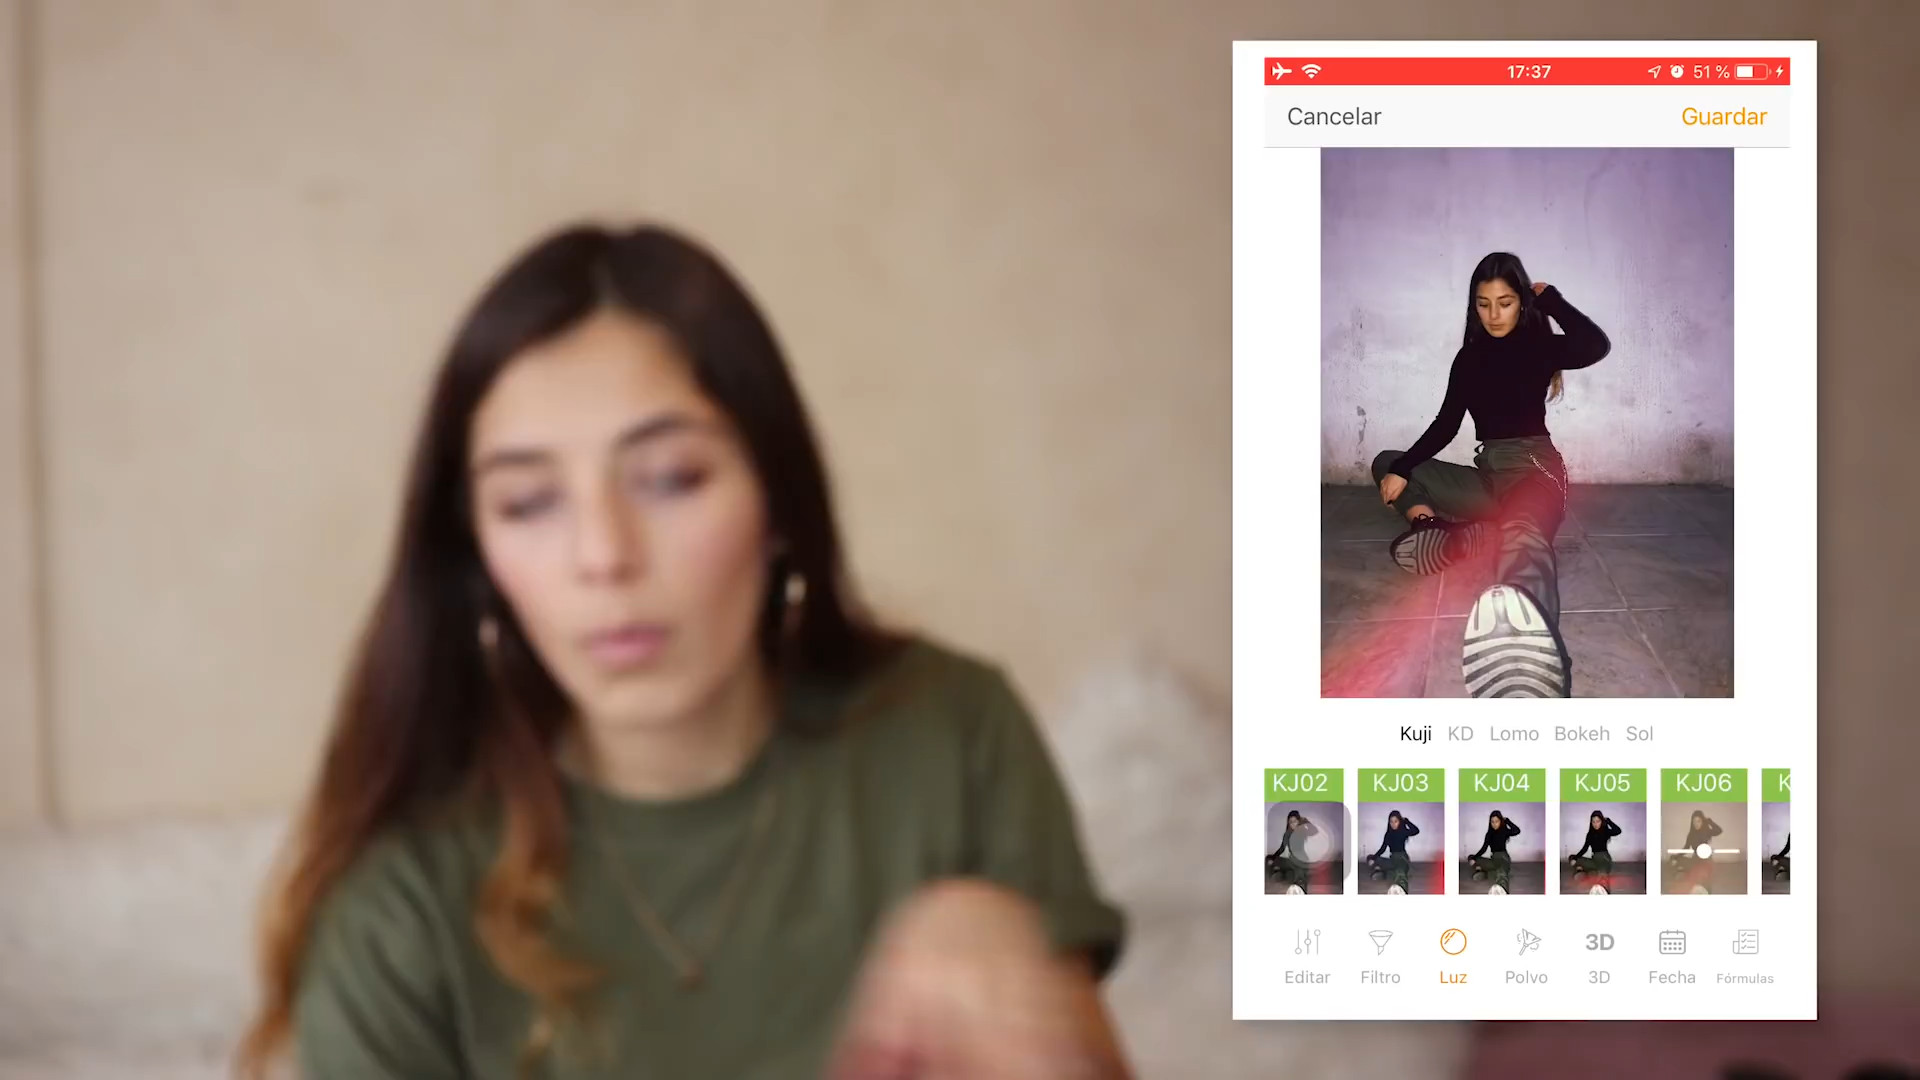 17:37 51 %
Cancelar Guardar
Kuji KD Lomo Bokeh Sol
KJ02 KJ03 KJ04 KJ05 KJ06 K
3D
Editar Filtro Luz Polvo 3D Fecha Fórmulas